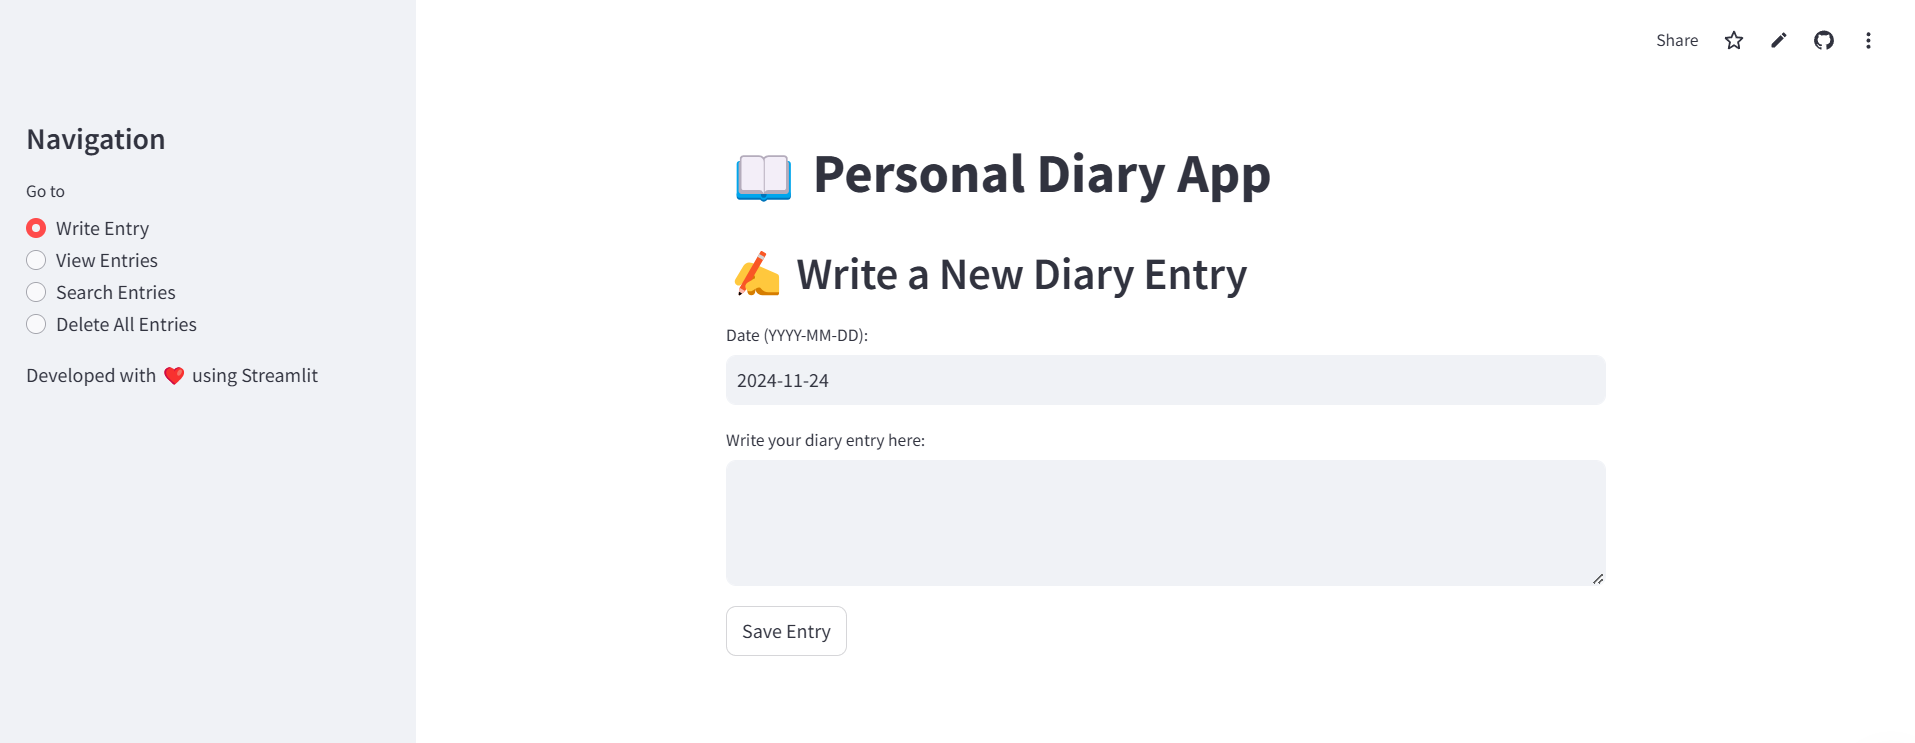 Share
Navigation
Go to
Write Entry
View Entries
Search Entries
Delete All Entries
Developed with ❤️ using Streamlit
📖 Personal Diary App
✍️ Write a New Diary Entry
Date (YYYY-MM-DD):
2024-11-24
Write your diary entry here:
Save Entry